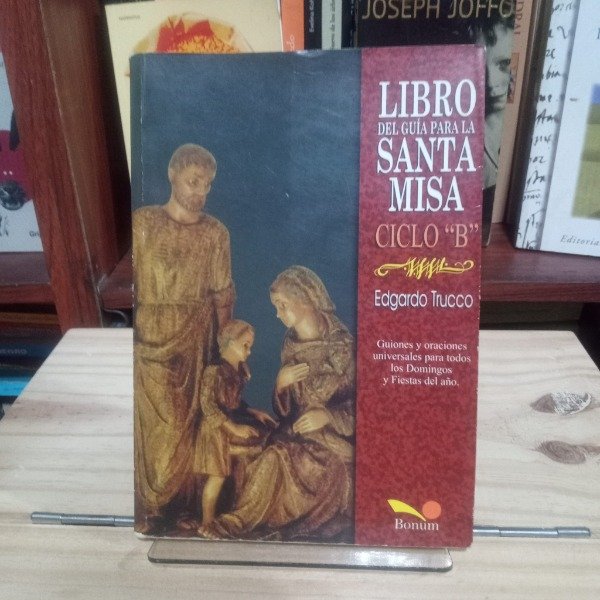 JOSEPH JOFFO
LIBRO
DEL GUÍA PARA LA
SANTA
MISA
CICLO "B"
Edgardo Trucco
Guiones y oraciones
universales para todos
los Domingos
y Fiestas del año.
Bonum
Editoria